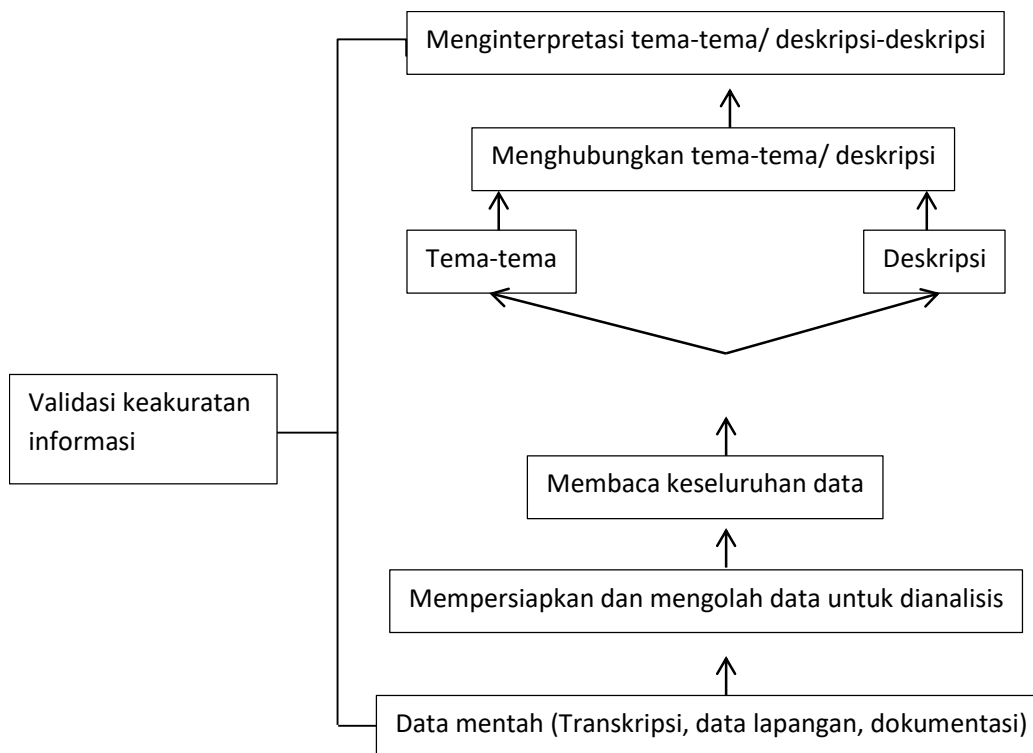 Menginterpretasi tema-tema/ deskripsi-deskripsi
Menghubungkan tema-tema/ deskripsi
Tema-tema
Deskripsi
Validasi keakuratan
informasi
Membaca keseluruhan data
Mempersiapkan dan mengolah data untuk dianalisis
Data mentah (Transkripsi, data lapangan, dokumentasi)